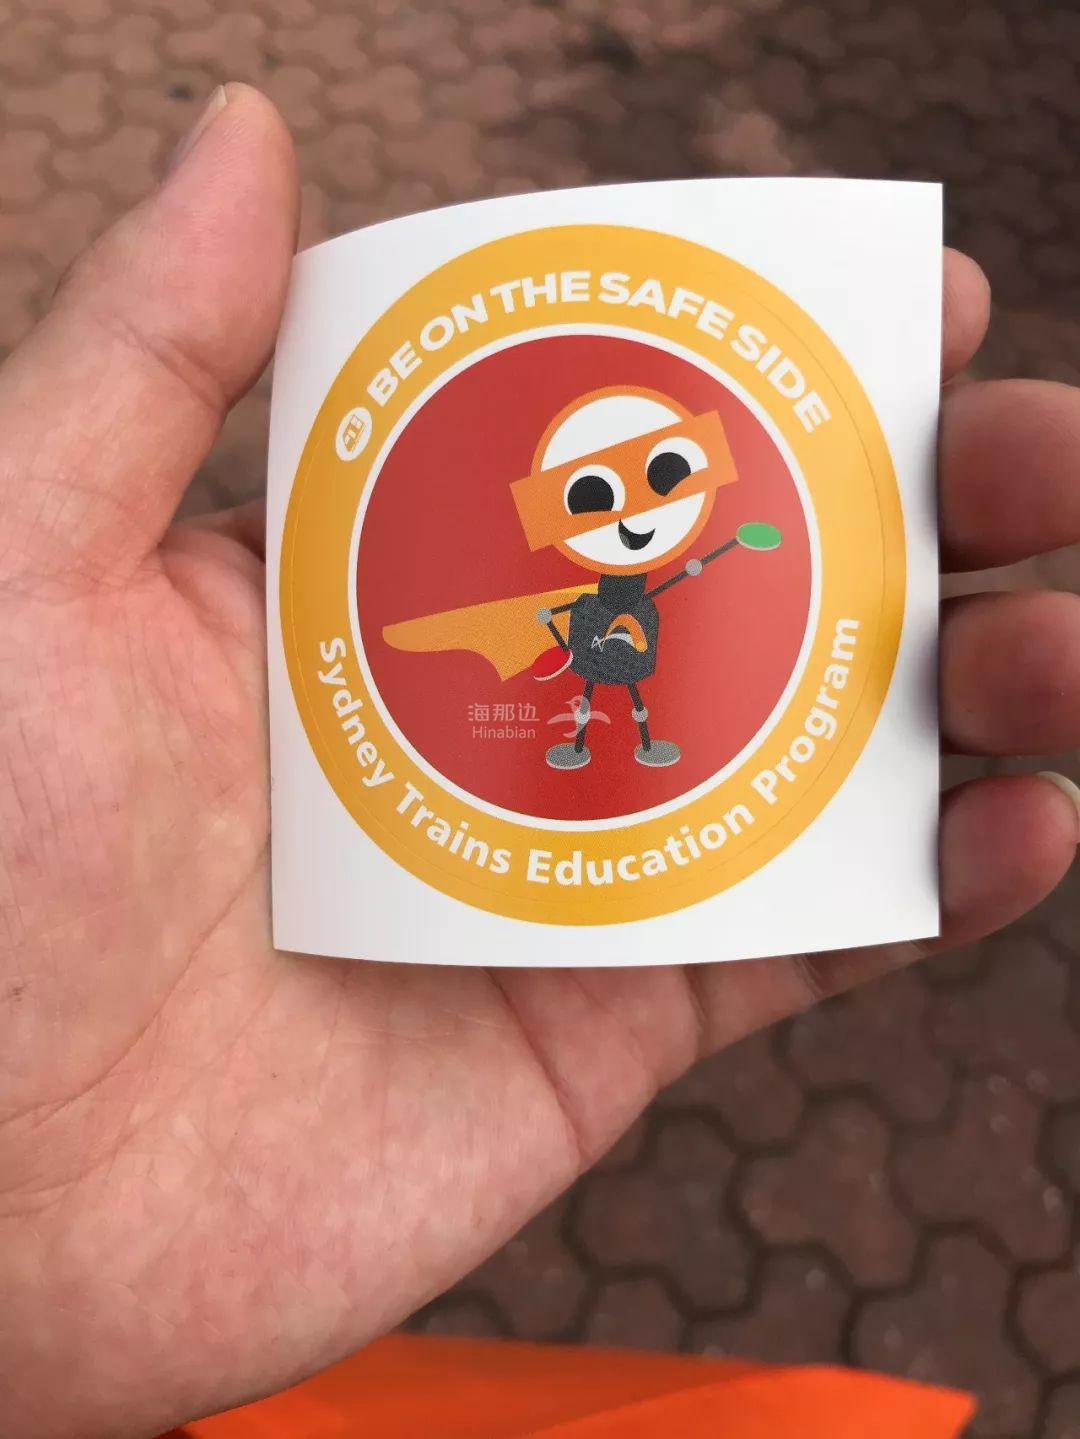 BE ON THE SAFE SIDE
海那边
Hinabian
Sydney Trains Education Program